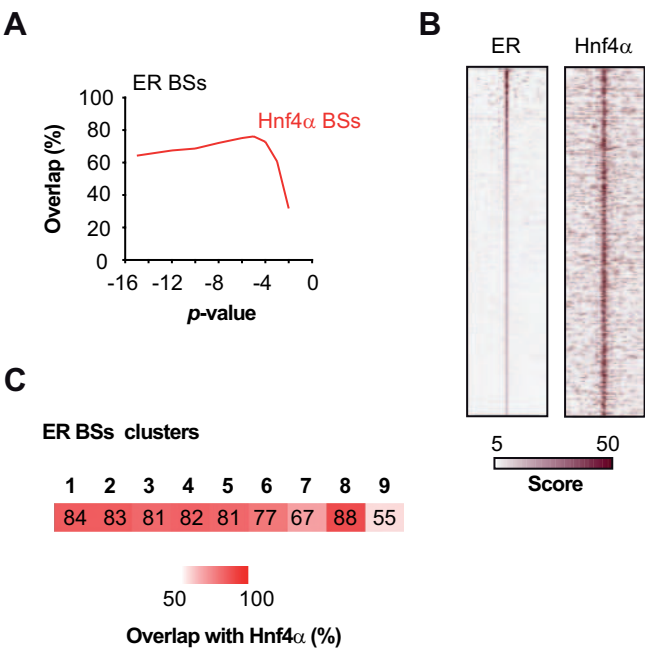 A
ER BSs
Hnf4α BSs
100
80
60
40
20
0
Overlap (%)
-16 -12 -8 -4 0
p-value
B
ER Hnf4α
5 50
Score
C
ER BSs clusters
1 2 3 4 5 6 7 8 9
84 83 81 82 81 77 67 88 55
50 100
Overlap with Hnf4α (%)